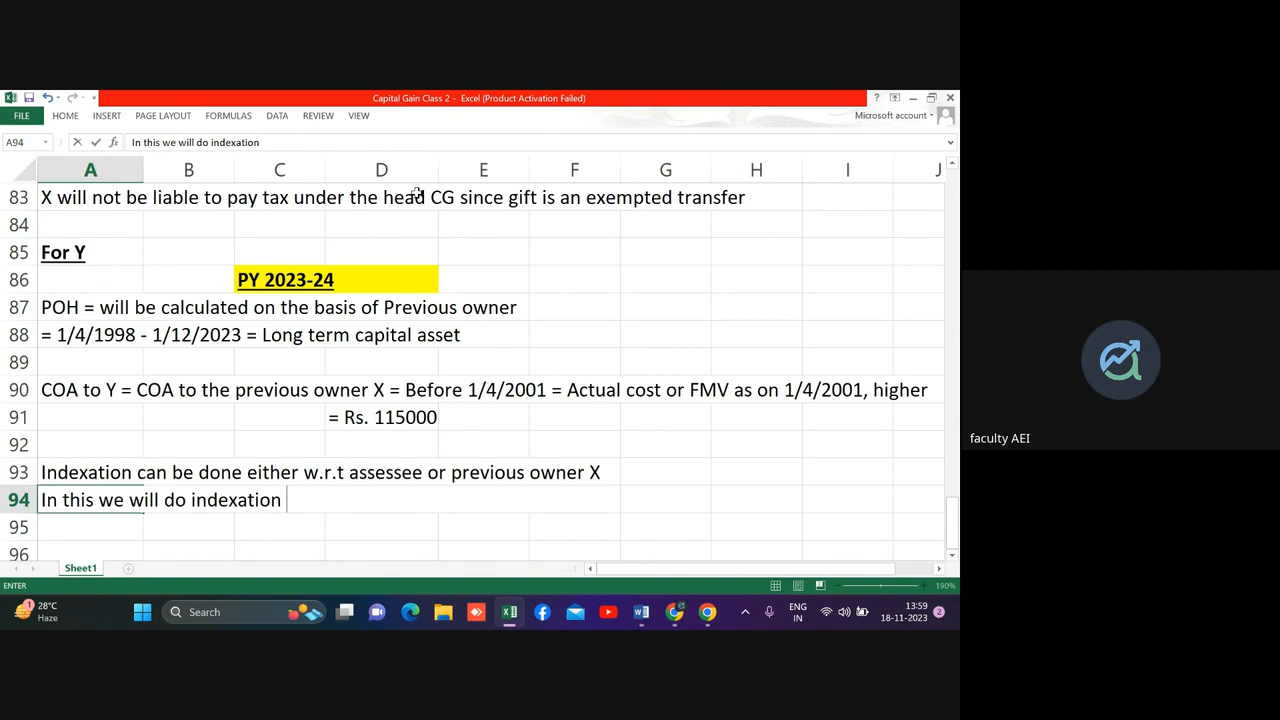 Capital Gain Class 2 - Excel (Product Activation Failed)
FILE HOME INSERT PAGE LAYOUT FORMULAS DATA REVIEW VIEW Microsoft account
A94 fx In this we will do indexation
A B C D E F G H I J
83 X will not be liable to pay tax under the head CG since gift is an exempted transfer
84
85 For Y
86 PY 2023-24
87 POH = will be calculated on the basis of Previous owner
88 = 1/4/1998 - 1/12/2023 = Long term capital asset
89
90 COA to Y = COA to the previous owner X = Before 1/4/2001 = Actual cost or FMV as on 1/4/2001, higher
91 = Rs. 115000
92
93 Indexation can be done either w.r.t assessee or previous owner X
94 In this we will do indexation
95
96
Sheet1
ENTER 190%
28°C
Haze
Search
ENG
IN
13:59
18-11-2023
2
faculty AEI